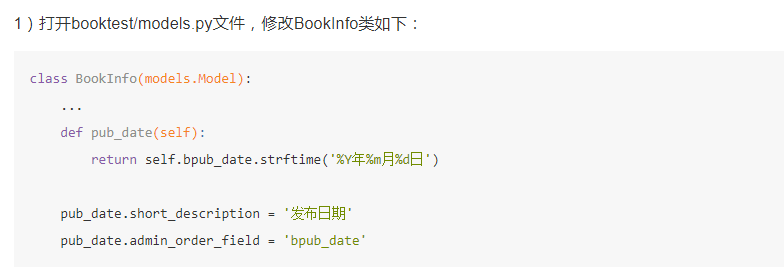 1）打开booktest/models.py文件，修改BookInfo类如下：
class BookInfo(models.Model):
    ...
    def pub_date(self):
        return self.bpub_date.strftime('%Y年%m月%d日')
    pub_date.short_description = '发布日期'
    pub_date.admin_order_field = 'bpub_date'